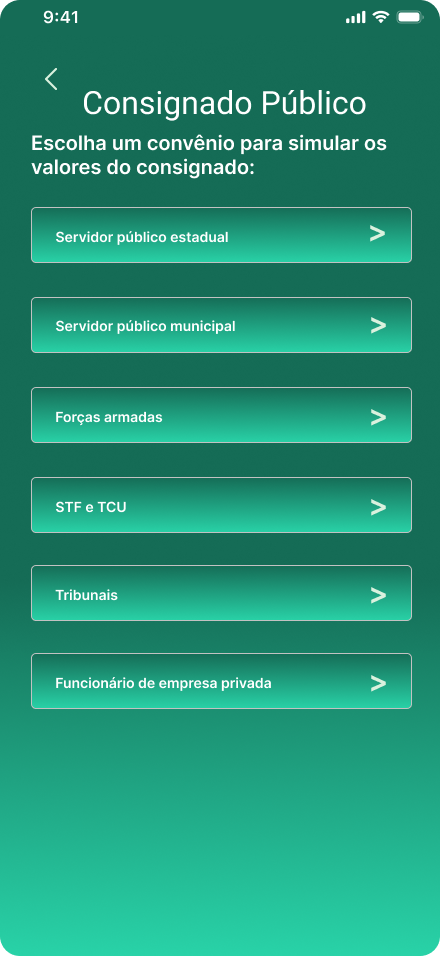 9:41
Consignado Público
Escolha um convênio para simular os
valores do consignado:
Servidor público estadual >
Servidor público municipal >
Forças armadas >
STF e TCU >
Tribunais >
Funcionário de empresa privada >